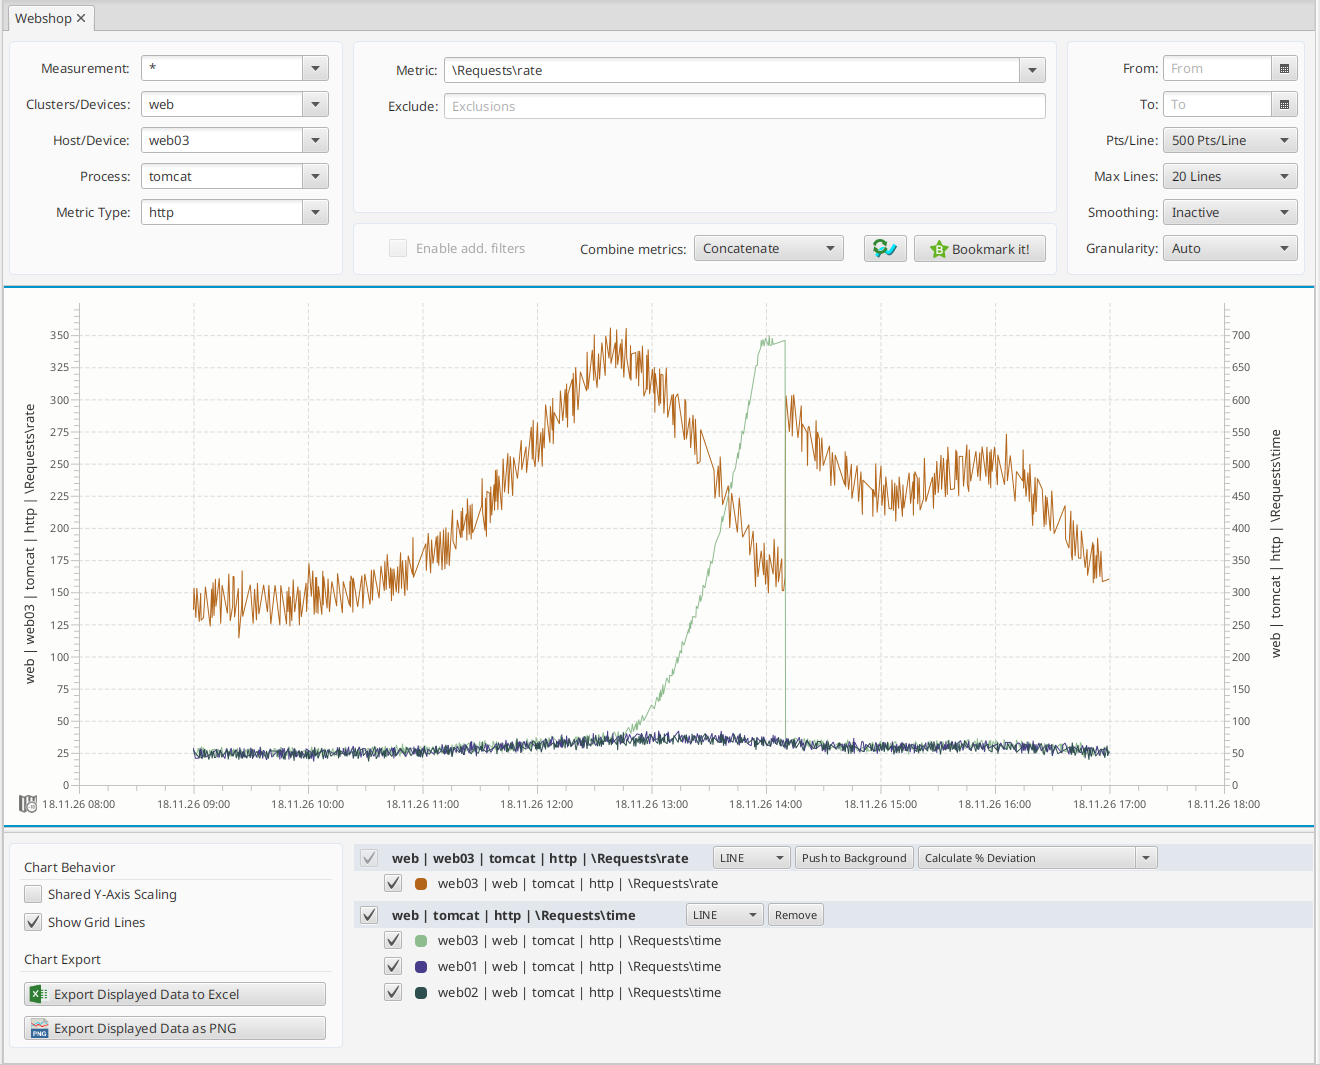 Webshop
Measurement: *
Clusters/Devices: web
Host/Device: web03
Process: tomcat
Metric Type: http
Metric: \Requests\rate
Exclude: Exclusions
Enable add. filters
Combine metrics: Concatenate
Bookmark it!
From: From
To: To
Pts/Line: 500 Pts/Line
Max Lines: 20 Lines
Smoothing: Inactive
Granularity: Auto
web | web03 | tomcat | http | \Requests\rate
350
325
300
275
250
225
200
175
150
125
100
75
50
25
0
700
650
600
550
500
450
400
350
300
250
200
150
100
50
0
web | tomcat | http | \Requests\time
18.11.26 08:00 18.11.26 09:00 18.11.26 10:00 18.11.26 11:00 18.11.26 12:00 18.11.26 13:00 18.11.26 14:00 18.11.26 15:00 18.11.26 16:00 18.11.26 17:00 18.11.26 18:00
Chart Behavior
Shared Y-Axis Scaling
Show Grid Lines
Chart Export
Export Displayed Data to Excel
PNG Export Displayed Data as PNG
web | web03 | tomcat | http | \Requests\rate LINE Push to Background Calculate % Deviation
web03 | web | tomcat | http | \Requests\rate
web | tomcat | http | \Requests\time LINE Remove
web03 | web | tomcat | http | \Requests\time
web01 | web | tomcat | http | \Requests\time
web02 | web | tomcat | http | \Requests\time